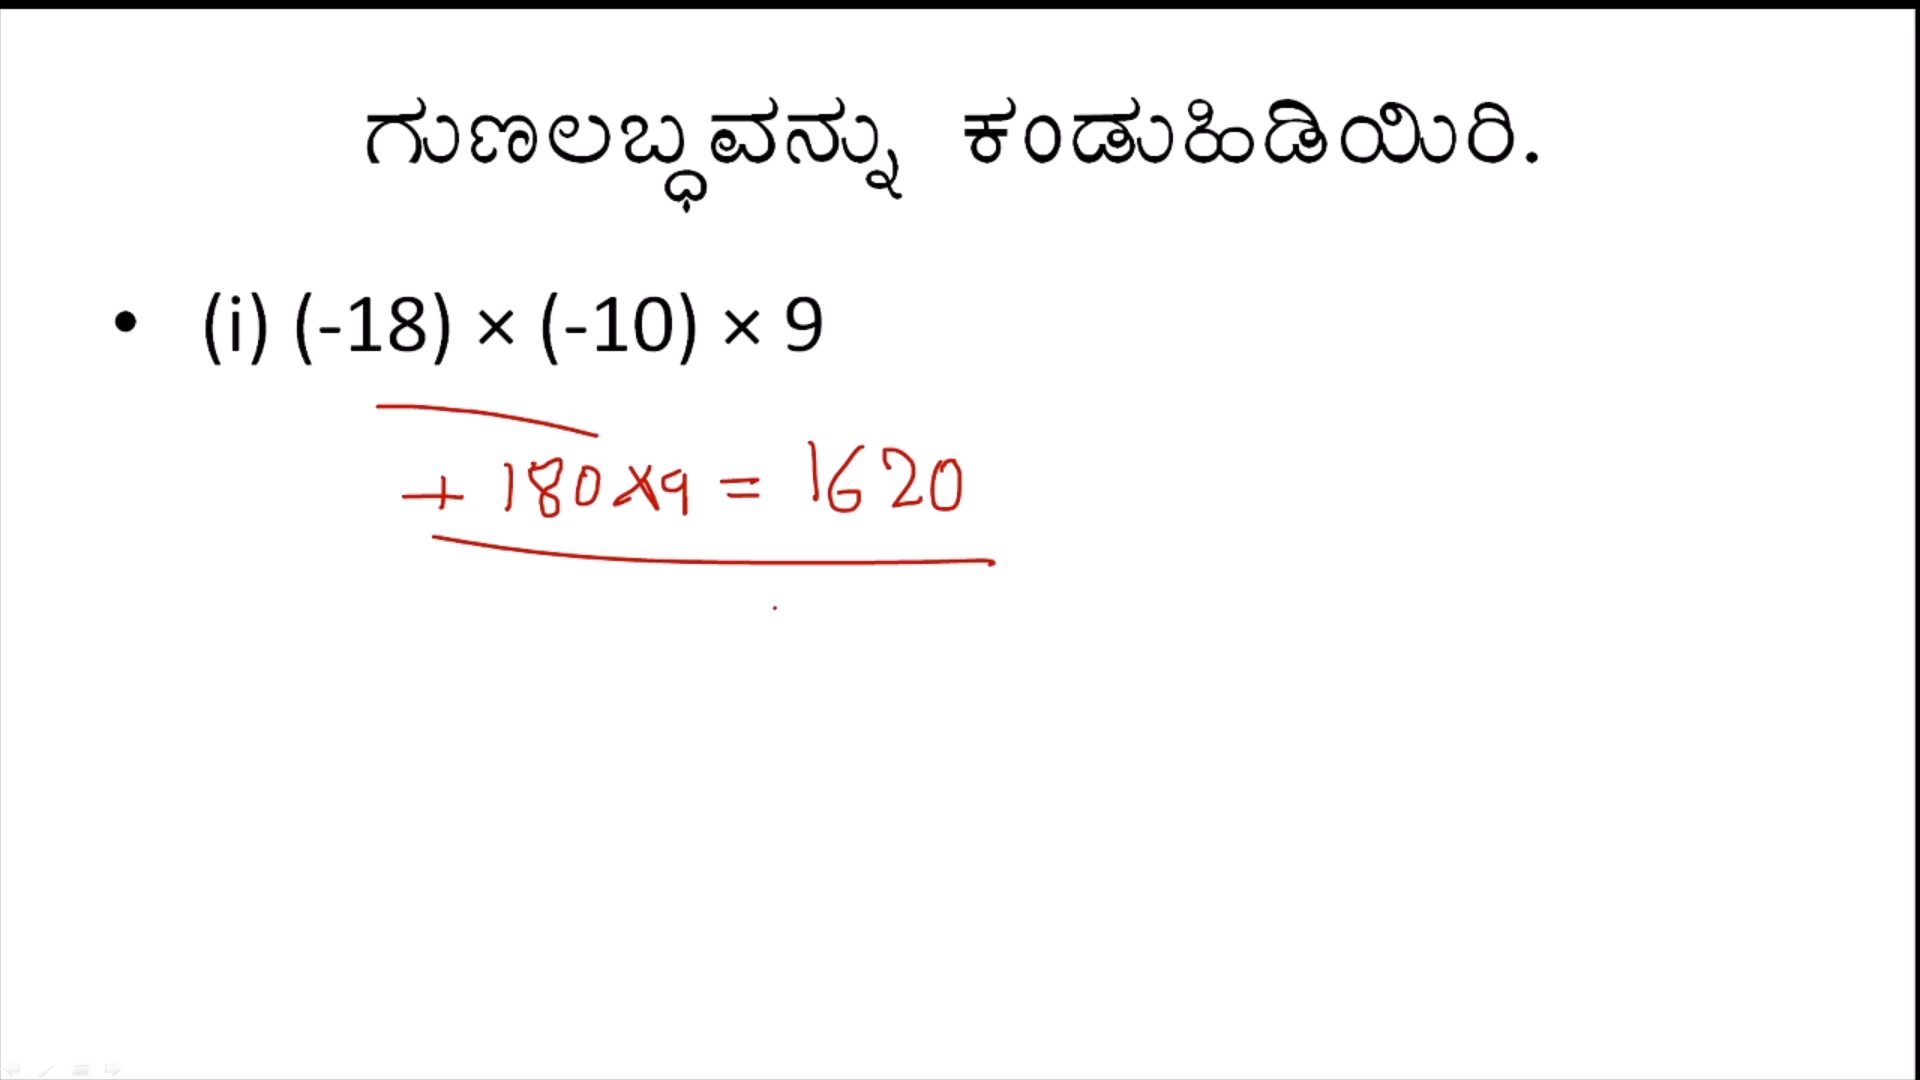 ಗುಣಲಬ್ಧವನ್ನು ಕಂಡುಹಿಡಿಯಿರಿ.
• (i) (-18) × (-10) × 9
+ 180 × 9 = 1620